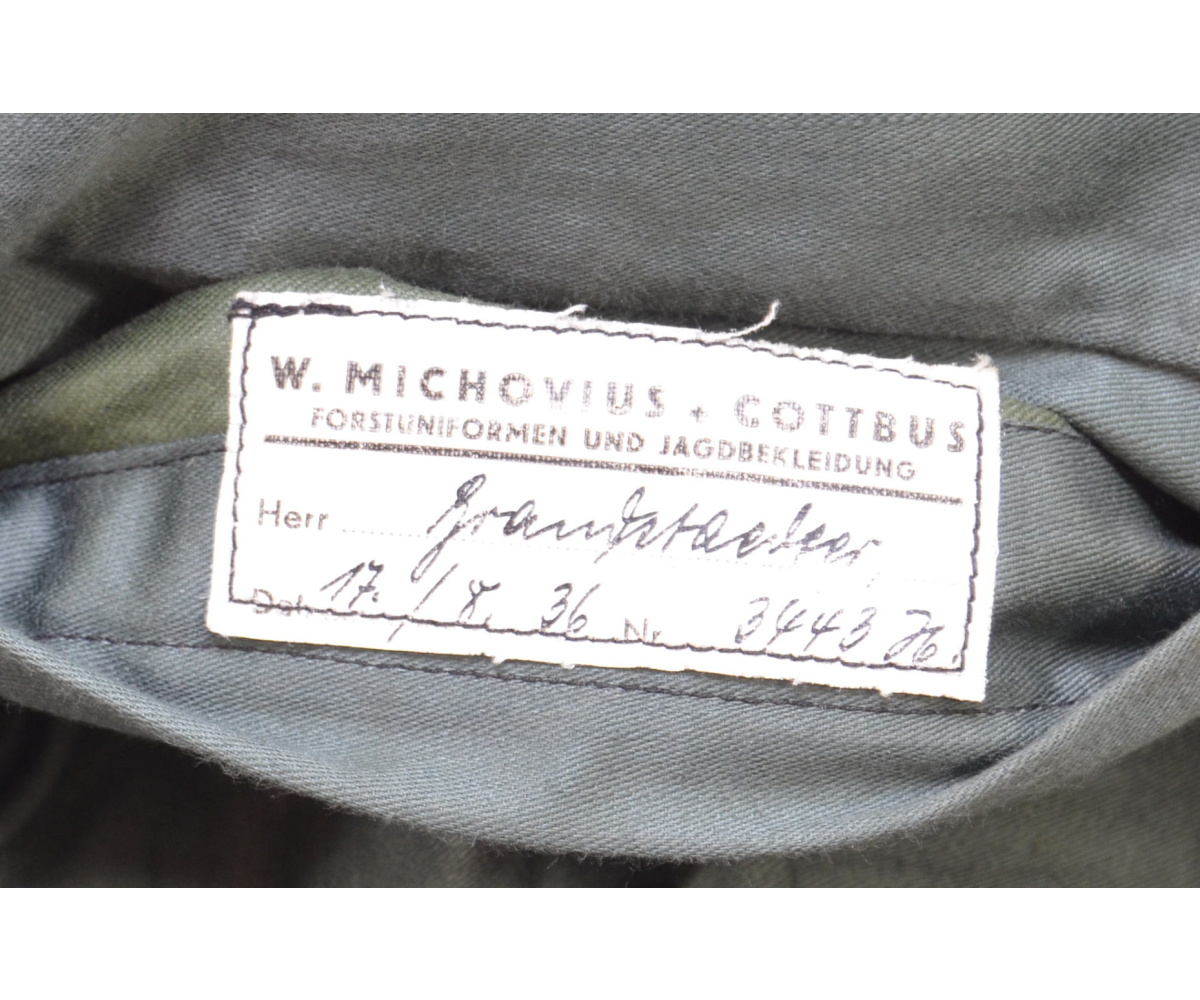 W. MICHOVIUS + COTTBUS
FORSTUNIFORMEN UND JAGDBEKLEIDUNG
Herr
17. / 8. 36 Nr. 3443